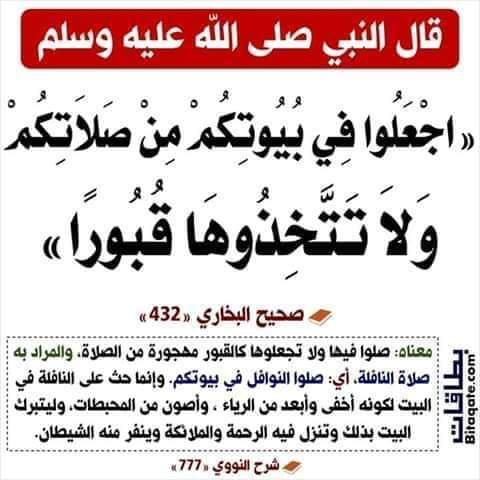 قال النبي صلى الله عليه وسلم
« اجْعَلُوا فِي بُيُوتِكُمْ مِنْ صَلَاتِكُمْ
وَلَا تَتَّخِذُوهَا قُبُورًا »
صحيح البخاري « 432 »
معناه: صلوا فيها ولا تجعلوها كالقبور مهجورة من الصلاة، والمراد به
صلاة النافلة، أي: صلوا النوافل في بيوتكم. وإنما حث على النافلة في
البيت لكونه أخفى وأبعد من الرياء ، وأصون من المحبطات، وليتبرك
البيت بذلك وتنزل فيه الرحمة والملائكة وينفر منه الشيطان.
شرح النووي « 777 »
بطاقات
Bitaqate.com